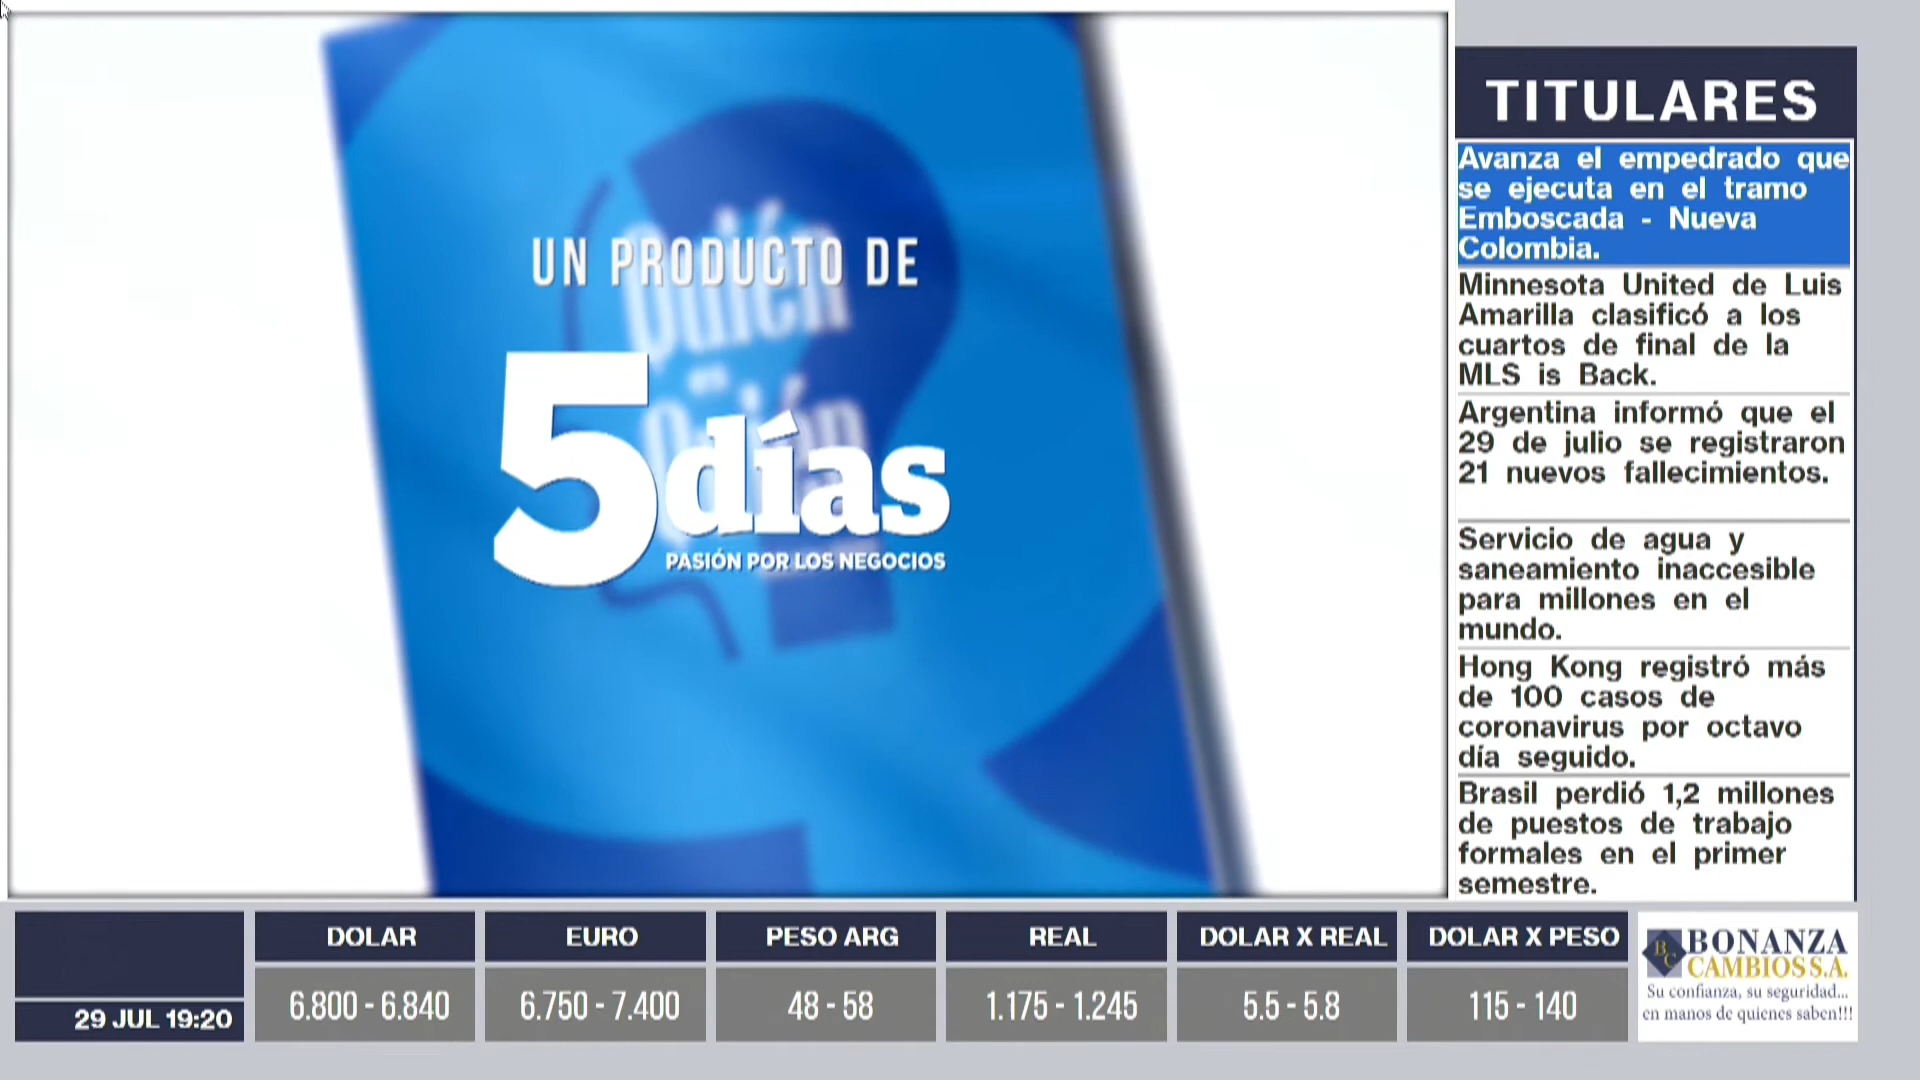 UN PRODUCTO DE
Quién
es
Quién
5días
PASIÓN POR LOS NEGOCIOS
TITULARES
Avanza el empedrado que
se ejecuta en el tramo
Emboscada - Nueva
Colombia.
Minnesota United de Luis
Amarilla clasificó a los
cuartos de final de la
MLS is Back.
Argentina informó que el
29 de julio se registraron
21 nuevos fallecimientos.
Servicio de agua y
saneamiento inaccesible
para millones en el
mundo.
Hong Kong registró más
de 100 casos de
coronavirus por octavo
día seguido.
Brasil perdió 1,2 millones
de puestos de trabajo
formales en el primer
semestre.
29 JUL 19:20
DOLAR
6.800 - 6.840
EURO
6.750 - 7.400
PESO ARG
48 - 58
REAL
1.175 - 1.245
DOLAR X REAL
5.5 - 5.8
DOLAR X PESO
115 - 140
BC
BONANZA
CAMBIOS S.A.
Su confianza, su seguridad...
en manos de quienes saben!!!